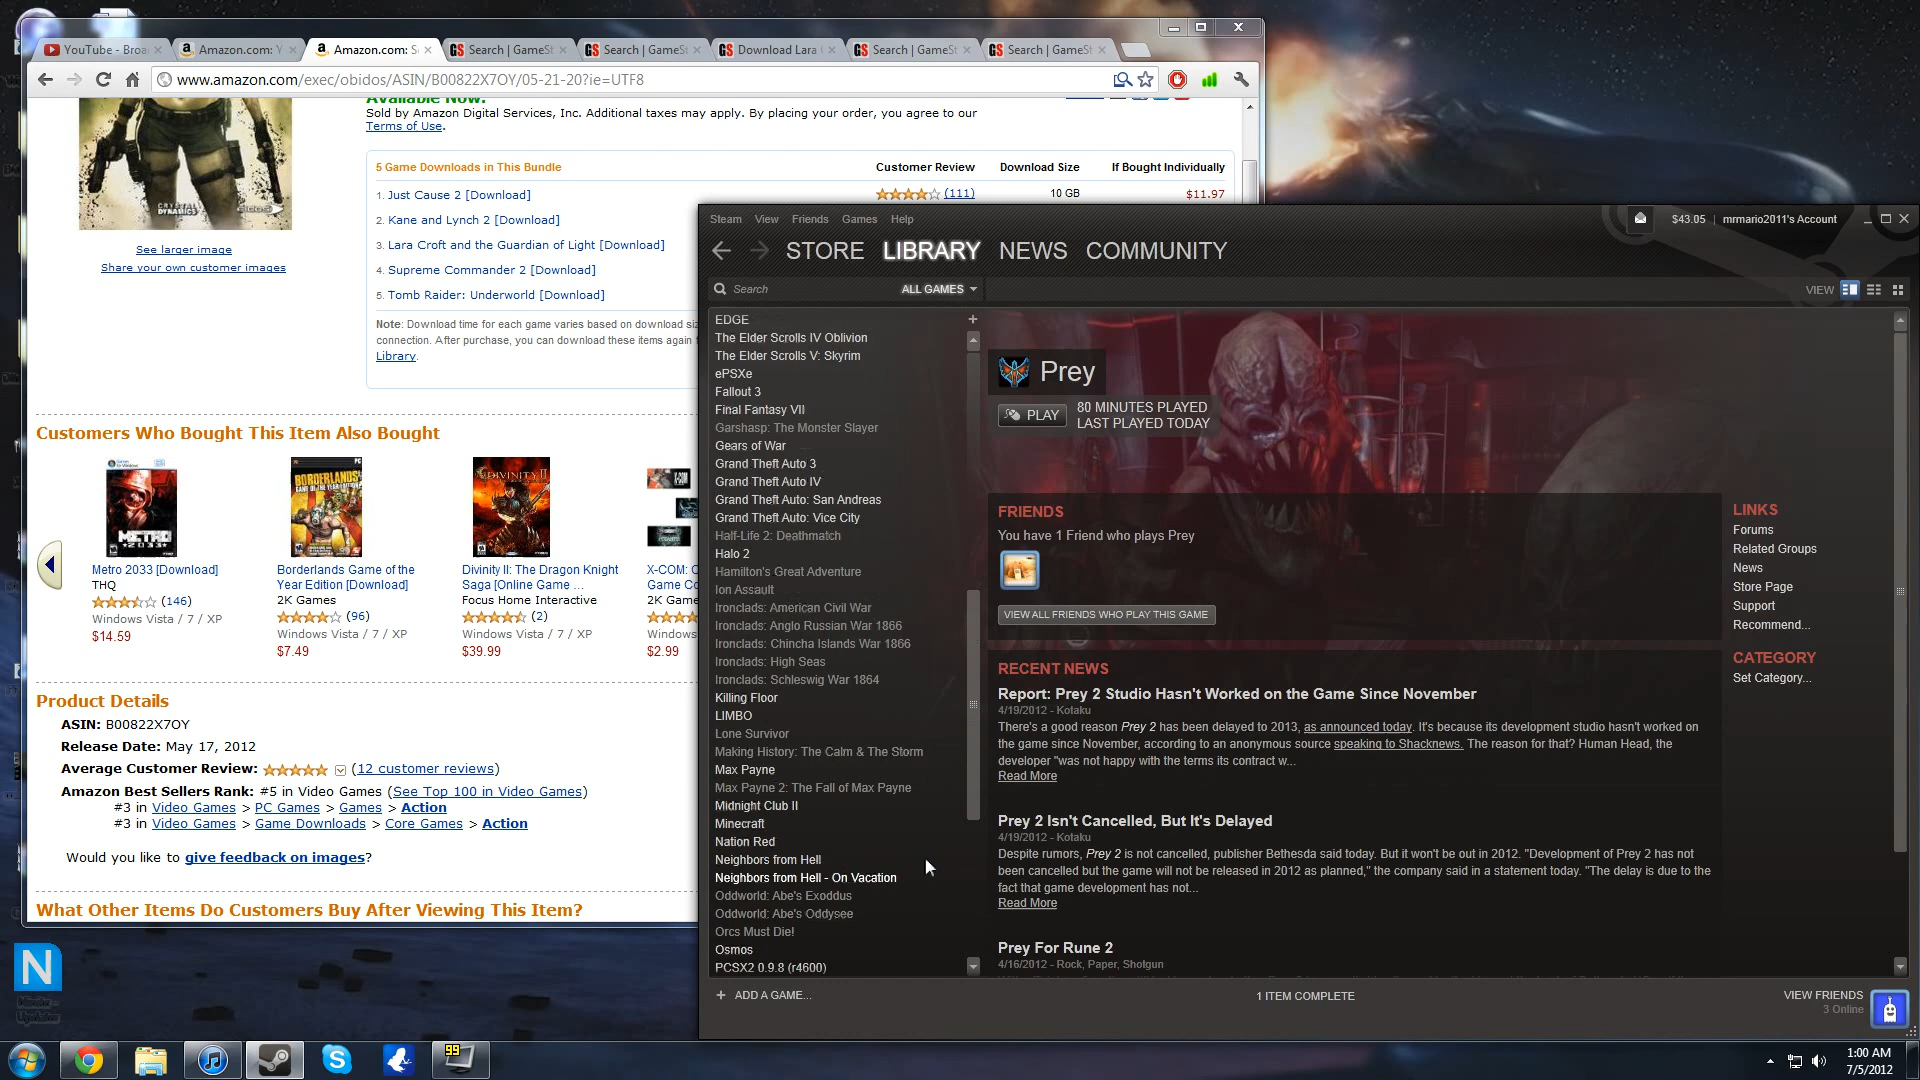 YouTube - Broa
Amazon.com: Y
Amazon.com: S
Search | GameSt
Search | GameSt
Download Lara
Search | GameSt
Search | GameSt
www.amazon.com/exec/obidos/ASIN/B00822X7OY/05-21-20?ie=UTF8
Available Now.
Sold by Amazon Digital Services, Inc. Additional taxes may apply. By placing your order, you agree to our
Terms of Use.
5 Game Downloads in This Bundle Customer Review Download Size If Bought Individually
1. Just Cause 2 [Download] (111) 10 GB $11.97
2. Kane and Lynch 2 [Download]
3. Lara Croft and the Guardian of Light [Download]
4. Supreme Commander 2 [Download]
5. Tomb Raider: Underworld [Download]
Note: Download time for each game varies based on download siz
connection. After purchase, you can download these items again f
Library.
CRYSTAL DYNAMICS
eidos
See larger image
Share your own customer images
Customers Who Bought This Item Also Bought
METRO
2033
BORDERLANDS
DIVINITY II
Metro 2033 [Download]
THQ
(146)
Windows Vista / 7 / XP
$14.59
Borderlands Game of the
Year Edition [Download]
2K Games
(96)
Windows Vista / 7 / XP
$7.49
Divinity II: The Dragon Knight
Saga [Online Game ...
Focus Home Interactive
(2)
Windows Vista / 7 / XP
$39.99
X-COM: C
Game Co
2K Game
Windows
$2.99
Product Details
ASIN: B00822X7OY
Release Date: May 17, 2012
Average Customer Review: (12 customer reviews)
Amazon Best Sellers Rank: #5 in Video Games (See Top 100 in Video Games)
#3 in Video Games > PC Games > Games > Action
#3 in Video Games > Game Downloads > Core Games > Action
Would you like to give feedback on images?
What Other Items Do Customers Buy After Viewing This Item?
Steam View Friends Games Help
$43.05 | mrmario2011's Account
STORE LIBRARY NEWS COMMUNITY
Search ALL GAMES
VIEW
EDGE
The Elder Scrolls IV Oblivion
The Elder Scrolls V: Skyrim
ePSXe
Fallout 3
Final Fantasy VII
Garshasp: The Monster Slayer
Gears of War
Grand Theft Auto 3
Grand Theft Auto IV
Grand Theft Auto: San Andreas
Grand Theft Auto: Vice City
Half-Life 2: Deathmatch
Halo 2
Hamilton's Great Adventure
Ion Assault
Ironclads: American Civil War
Ironclads: Anglo Russian War 1866
Ironclads: Chincha Islands War 1866
Ironclads: High Seas
Ironclads: Schleswig War 1864
Killing Floor
LIMBO
Lone Survivor
Making History: The Calm & The Storm
Max Payne
Max Payne 2: The Fall of Max Payne
Midnight Club II
Minecraft
Nation Red
Neighbors from Hell
Neighbors from Hell - On Vacation
Oddworld: Abe's Exoddus
Oddworld: Abe's Oddysee
Orcs Must Die!
Osmos
PCSX2 0.9.8 (r4600)
Prey
PLAY
80 MINUTES PLAYED
LAST PLAYED TODAY
FRIENDS
You have 1 Friend who plays Prey
VIEW ALL FRIENDS WHO PLAY THIS GAME
RECENT NEWS
Report: Prey 2 Studio Hasn't Worked on the Game Since November
4/19/2012 - Kotaku
There's a good reason Prey 2 has been delayed to 2013, as announced today. It's because its development studio hasn't worked on
the game since November, according to an anonymous source speaking to Shacknews. The reason for that? Human Head, the
developer "was not happy with the terms its contract w...
Read More
Prey 2 Isn't Cancelled, But It's Delayed
4/19/2012 - Kotaku
Despite rumors, Prey 2 is not cancelled, publisher Bethesda said today. But it won't be out in 2012. "Development of Prey 2 has not
been cancelled but the game will not be released in 2012 as planned," the company said in a statement today. "The delay is due to the
fact that game development has not...
Read More
Prey For Rune 2
4/16/2012 - Rock, Paper, Shotgun
LINKS
Forums
Related Groups
News
Store Page
Support
Recommend...
CATEGORY
Set Category...
+ ADD A GAME...
1 ITEM COMPLETE
VIEW FRIENDS
3 Online
N
99
1:00 AM
7/5/2012